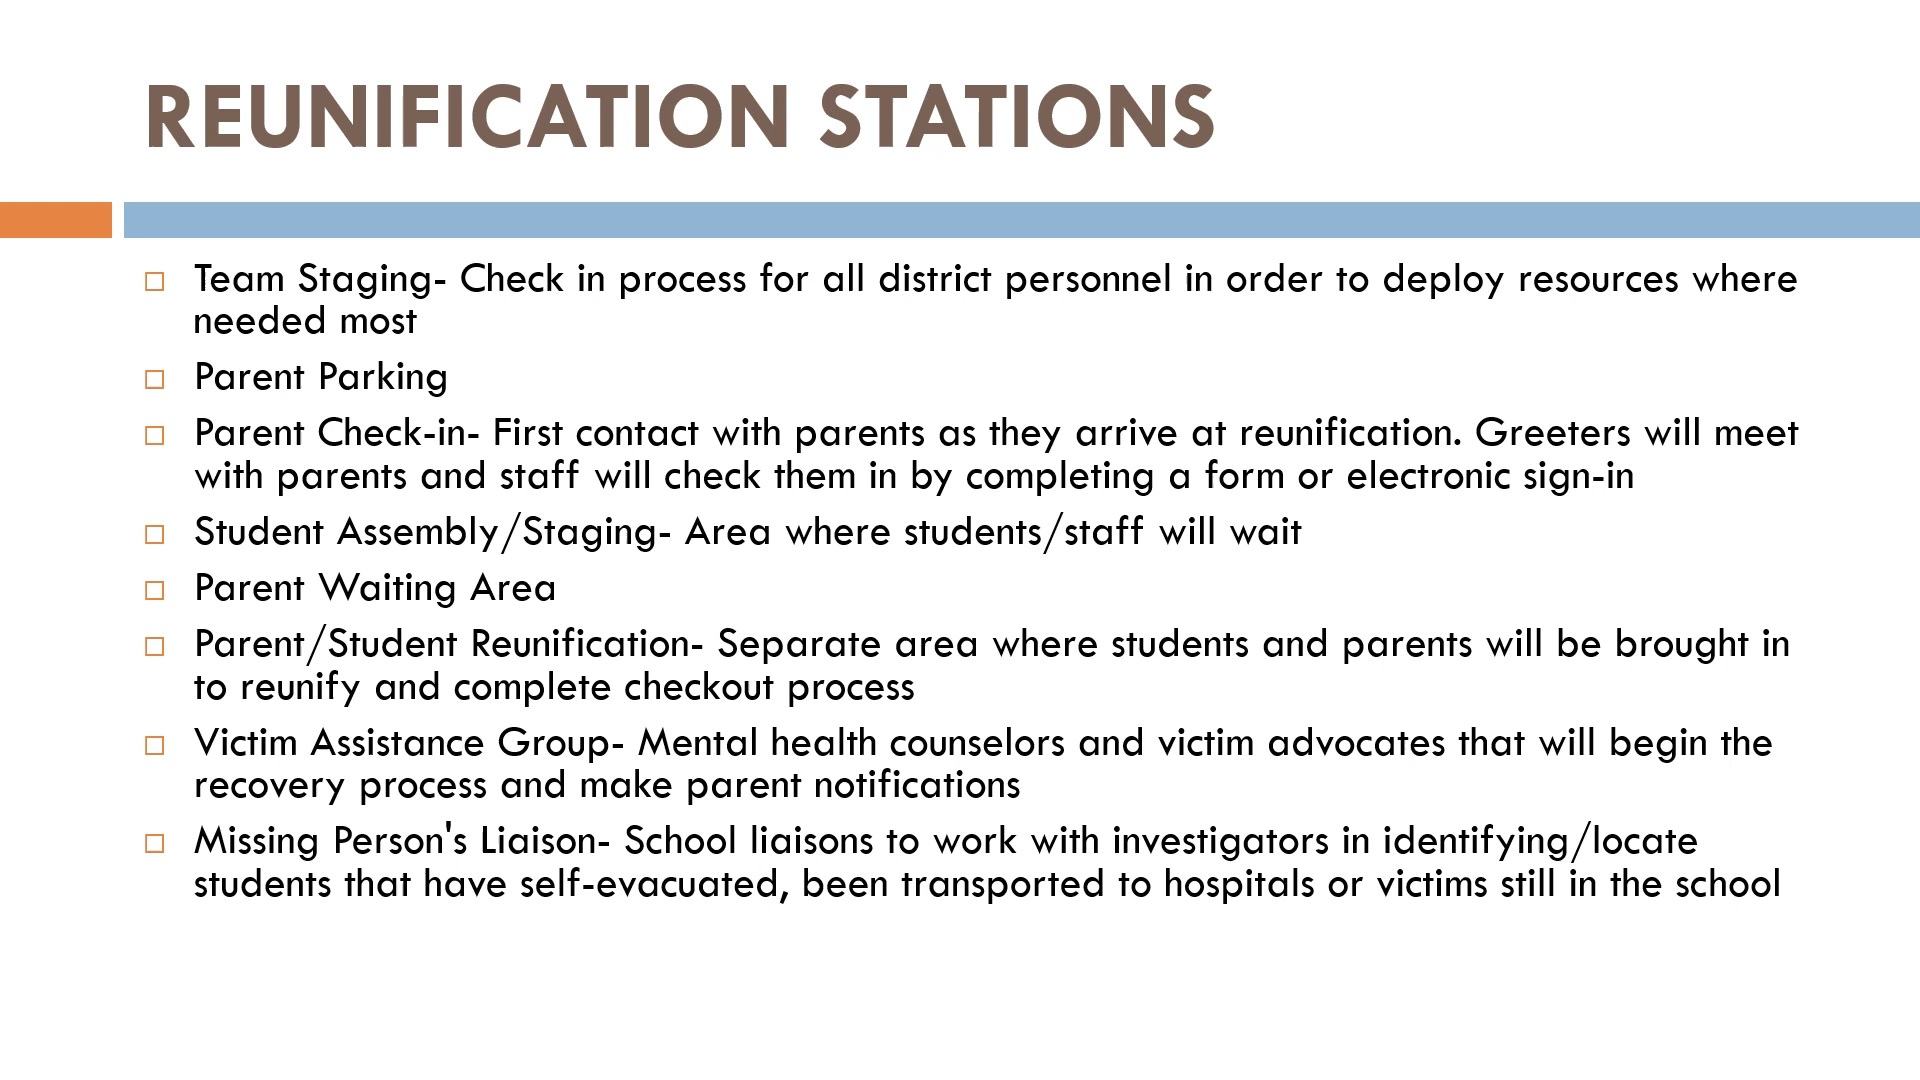 REUNIFICATION STATIONS
Team Staging- Check in process for all district personnel in order to deploy resources where
needed most
Parent Parking
Parent Check-in- First contact with parents as they arrive at reunification. Greeters will meet
with parents and staff will check them in by completing a form or electronic sign-in
Student Assembly/Staging- Area where students/staff will wait
Parent Waiting Area
Parent/Student Reunification- Separate area where students and parents will be brought in
to reunify and complete checkout process
Victim Assistance Group- Mental health counselors and victim advocates that will begin the
recovery process and make parent notifications
Missing Person's Liaison- School liaisons to work with investigators in identifying/locate
students that have self-evacuated, been transported to hospitals or victims still in the school